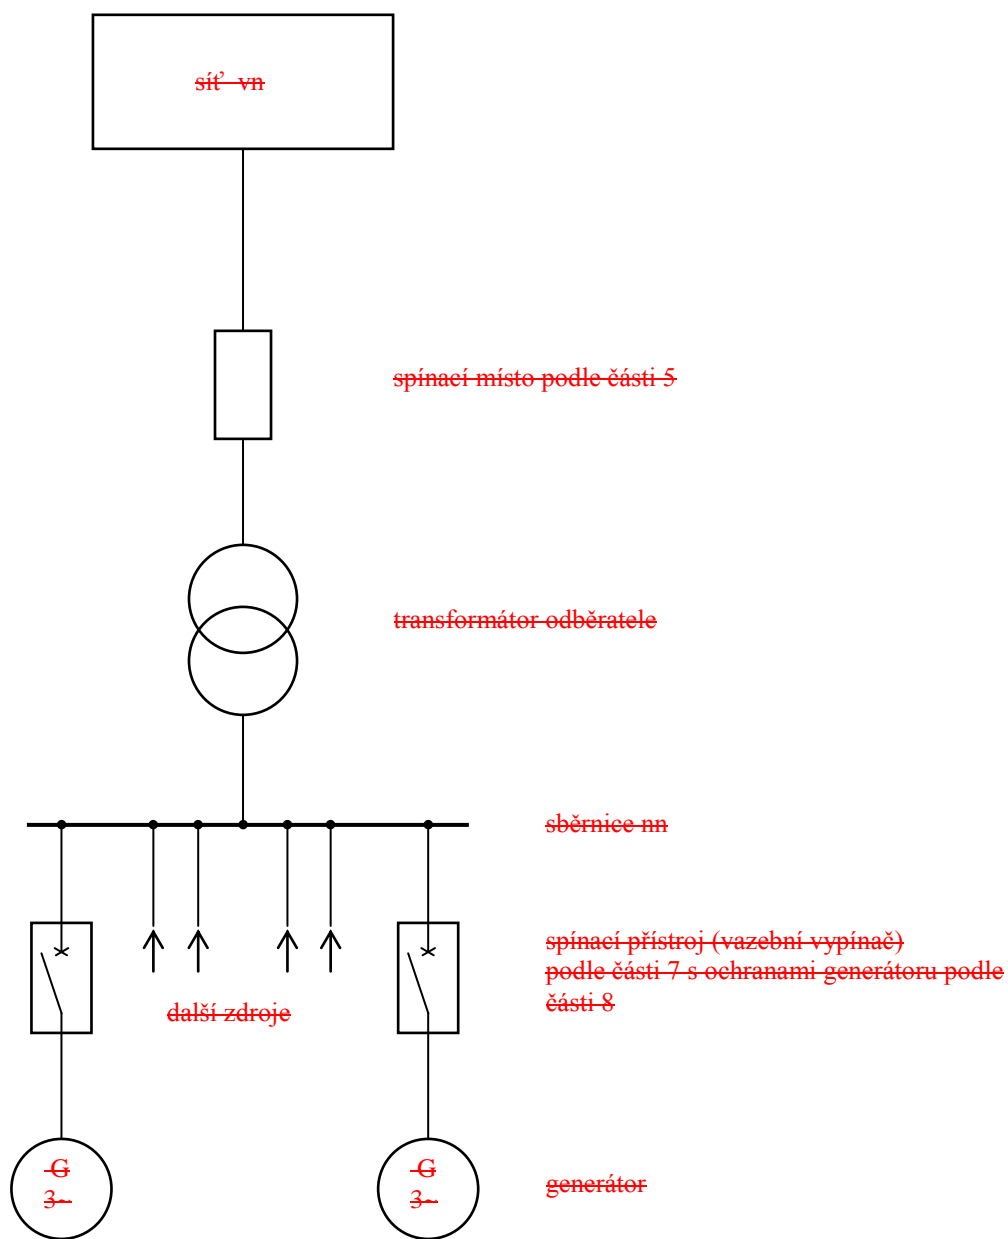 síť vn
spínací místo podle části 5
transformátor odběratele
sběrnice nn
spínací přístroj (vazební vypínač)
podle části 7 s ochranami generátoru podle
části 8
další zdroje
G
3~
G
3~
generátor